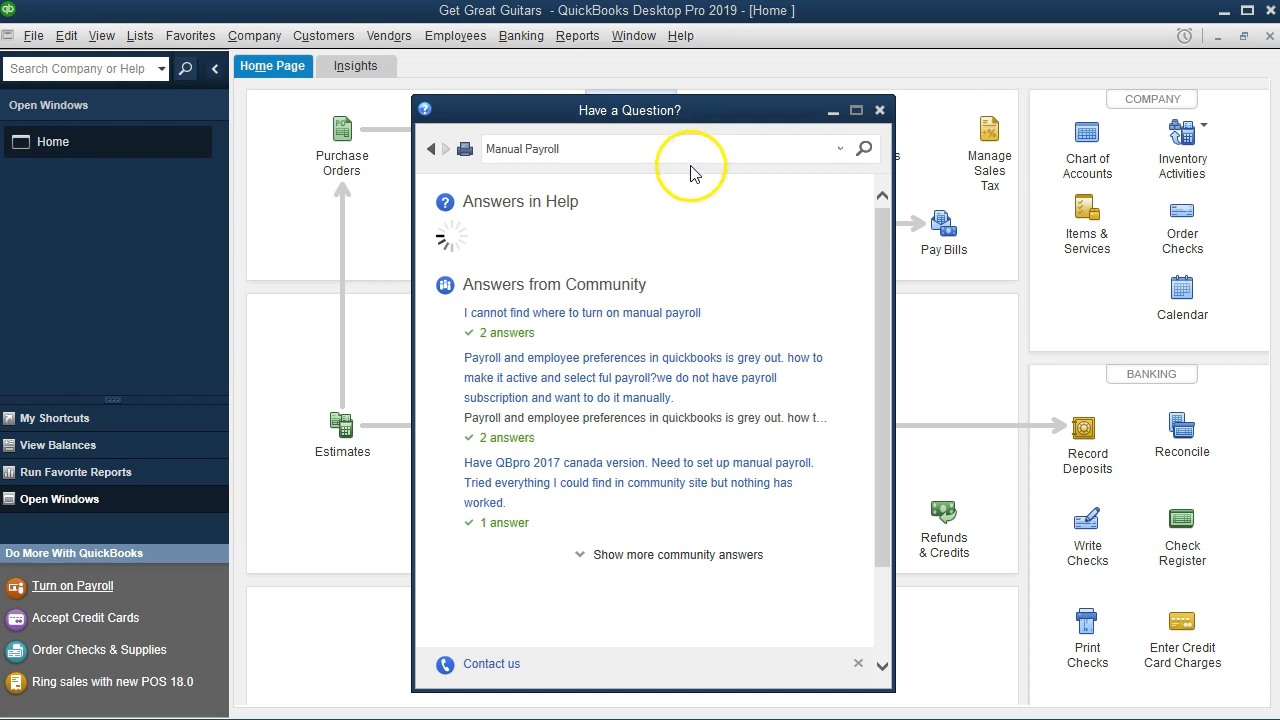 Get Great Guitars - QuickBooks Desktop Pro 2019 - [Home ]
File Edit View Lists Favorites Company Customers Vendors Employees Banking Reports Window Help
Search Company or Help
Home Page
Insights
Open Windows
Home
My Shortcuts
View Balances
Run Favorite Reports
Open Windows
Do More With QuickBooks
Turn on Payroll
Accept Credit Cards
Order Checks & Supplies
Ring sales with new POS 18.0
PO
Purchase
Orders
Estimates
Have a Question?
Manual Payroll
Answers in Help
Answers from Community
I cannot find where to turn on manual payroll
2 answers
Payroll and employee preferences in quickbooks is grey out. how to
make it active and select ful payroll?we do not have payroll
subscription and want to do it manually.
Payroll and employee preferences in quickbooks is grey out. how t...
2 answers
Have QBpro 2017 canada version. Need to set up manual payroll.
Tried everything I could find in community site but nothing has
worked.
1 answer
Show more community answers
Contact us
Manage
Sales
Tax
Pay Bills
Refunds
& Credits
COMPANY
Chart of
Accounts
Inventory
Activities
Items &
Services
Order
Checks
Calendar
BANKING
Record
Deposits
Reconcile
Write
Checks
Check
Register
Print
Checks
Enter Credit
Card Charges